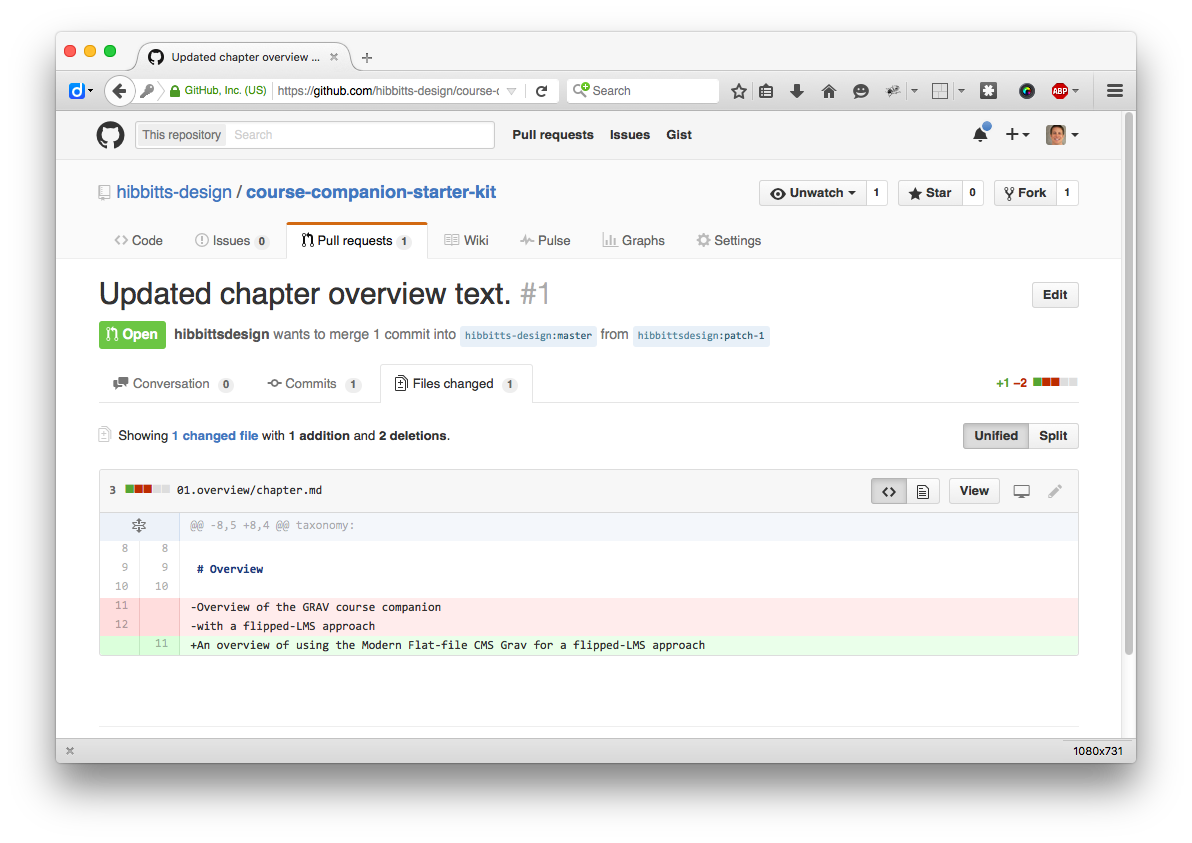 Updated chapter overview ...
GitHub, Inc. (US) https://github.com/hibbitts-design/course-c Search ABP
This repository Search Pull requests Issues Gist
hibbitts-design / course-companion-starter-kit Unwatch 1 Star 0 Fork 1
Code Issues 0 Pull requests 1 Wiki Pulse Graphs Settings
Updated chapter overview text. #1 Edit
Open hibbittsdesign wants to merge 1 commit into hibbitts-design:master from hibbittsdesign:patch-1
Conversation 0 Commits 1 Files changed 1 +1 −2
Showing 1 changed file with 1 addition and 2 deletions. Unified Split
3 01.overview/chapter.md <> View
@@ -8,5 +8,4 @@ taxonomy:
8 8
9 9 # Overview
10 10
11 -Overview of the GRAV course companion
12 -with a flipped-LMS approach
11 +An overview of using the Modern Flat-file CMS Grav for a flipped-LMS approach
1080x731